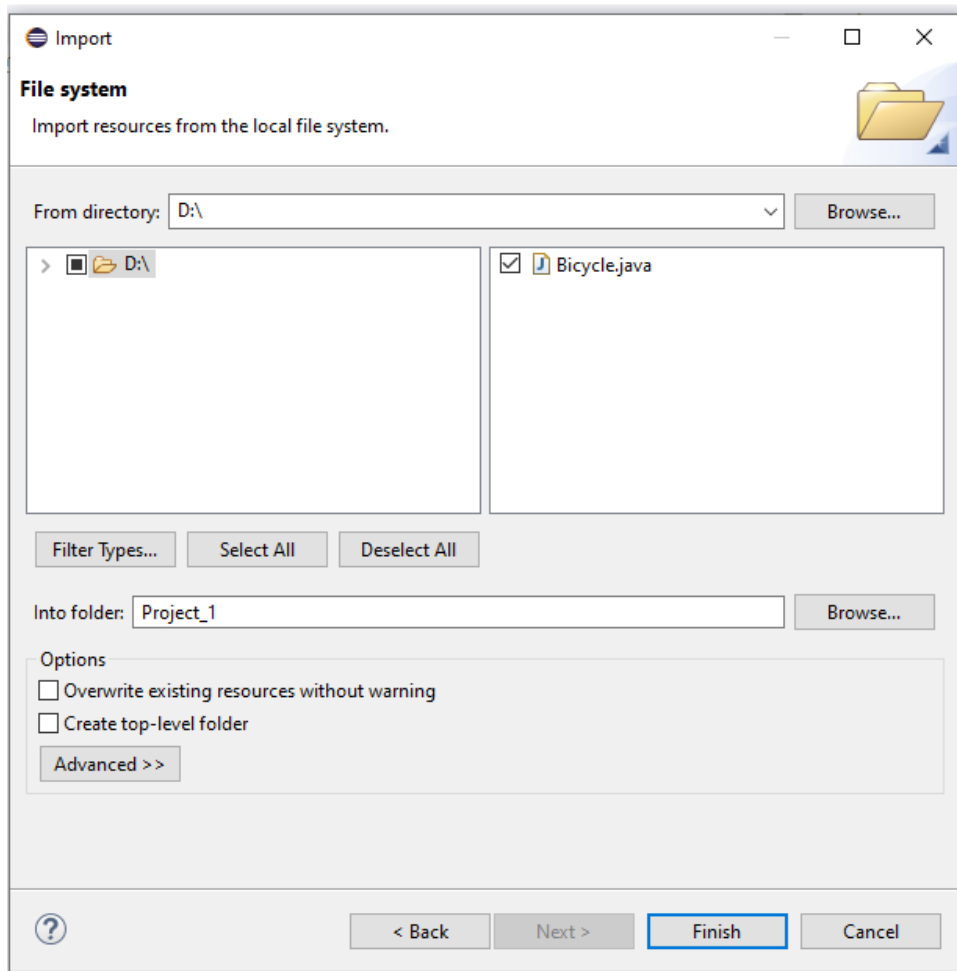 Import
File system
Import resources from the local file system.
From directory: D:\ Browse...
D:\ Bicycle.java
Filter Types... Select All Deselect All
Into folder: Project_1 Browse...
Options
Overwrite existing resources without warning
Create top-level folder
Advanced >>
? < Back Next > Finish Cancel